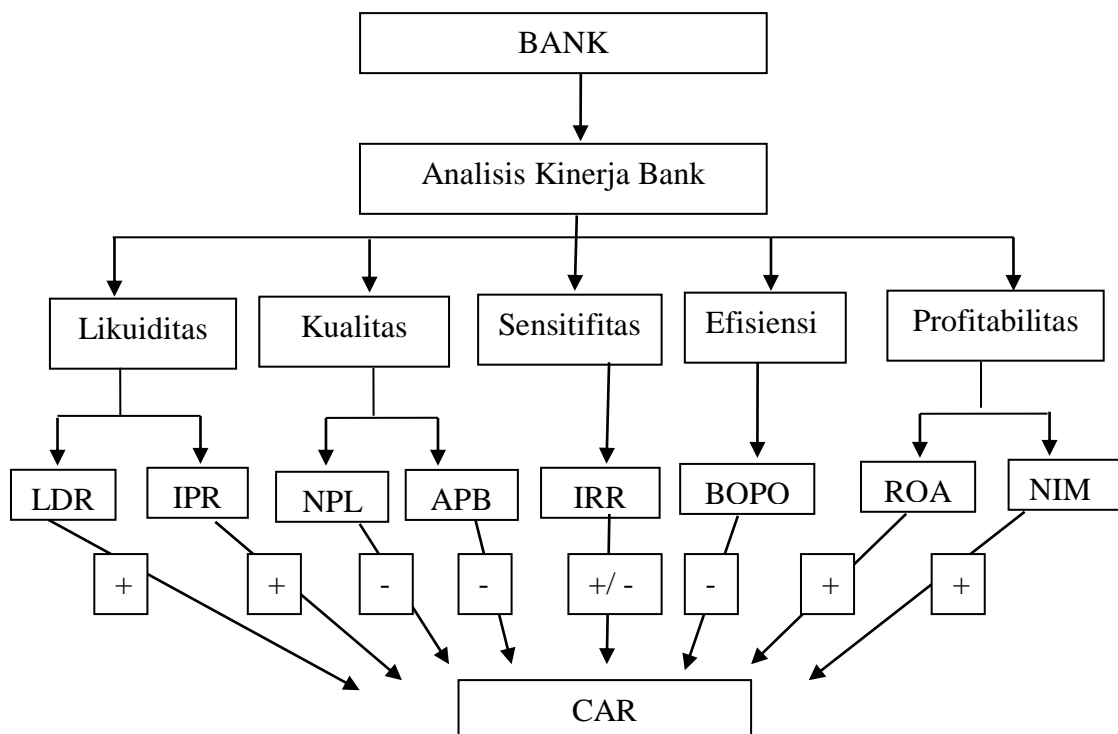 BANK
Analisis Kinerja Bank
Likuiditas
Kualitas
Sensitifitas
Efisiensi
Profitabilitas
LDR
IPR
NPL
APB
IRR
BOPO
ROA
NIM
+
+
-
-
+/ -
-
+
+
CAR